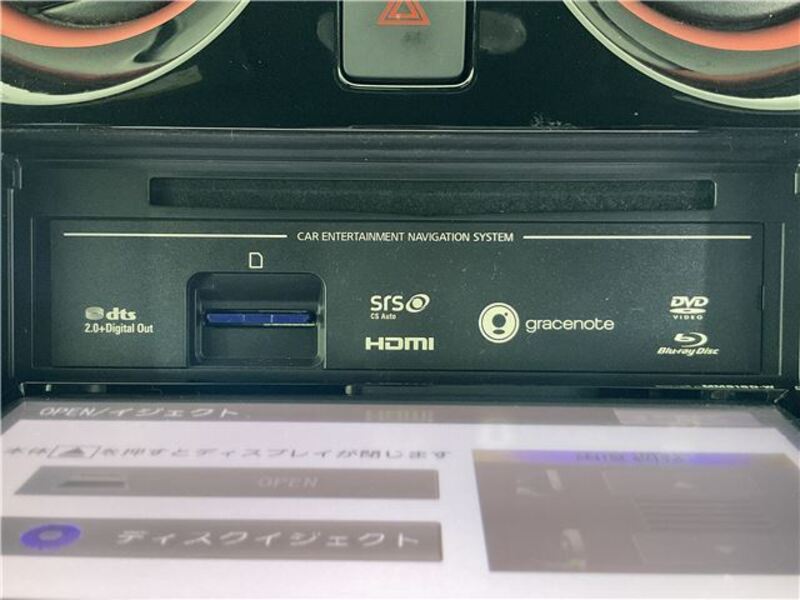 CAR ENTERTAINMENT NAVIGATION SYSTEM
dts
2.0+Digital Out
SRS
CS Auto
HDMI
gracenote
DVD
VIDEO
Blu-ray Disc
OPEN/イジェクト
本体[▲]を押すとディスプレイが閉じます
OPEN
ディスクイジェクト